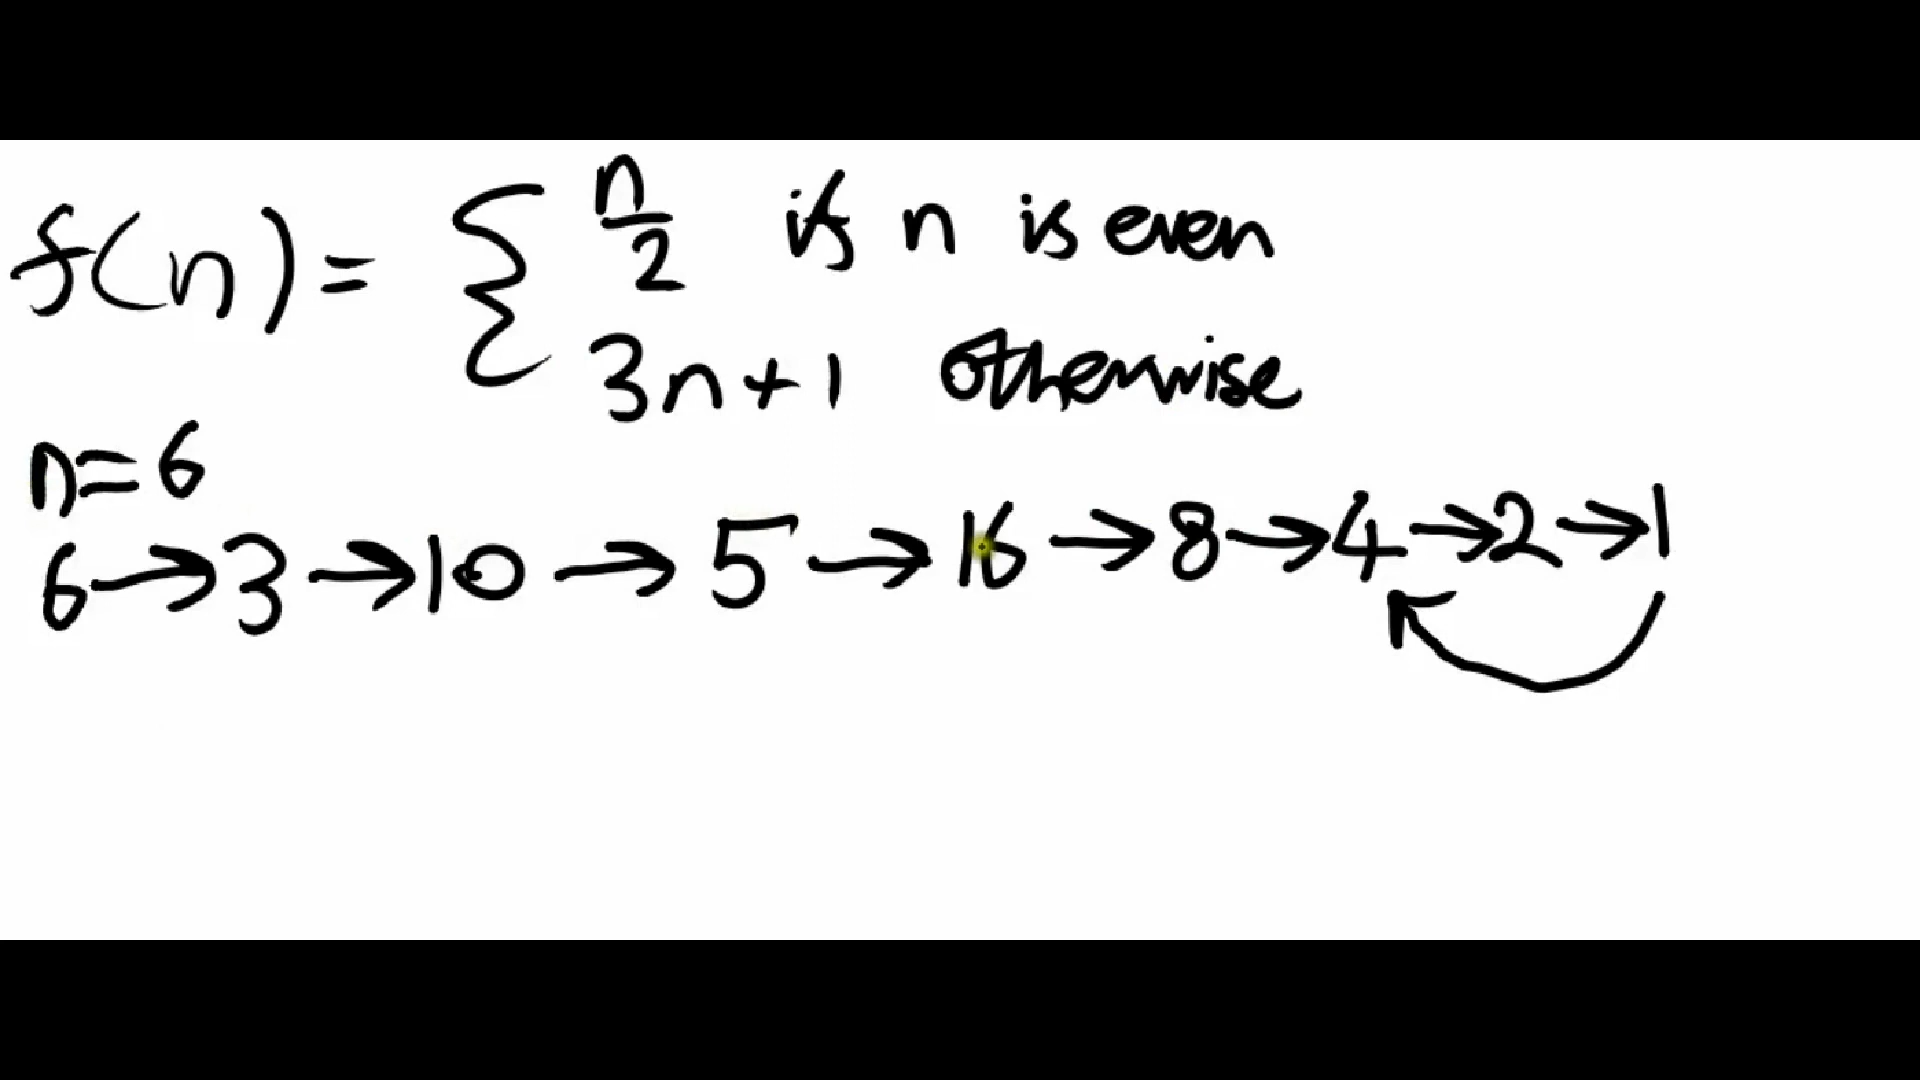 f(n) = { n/2 if n is even
3n+1 otherwise
n=6
6→3→10→5→16→8→4→2→1